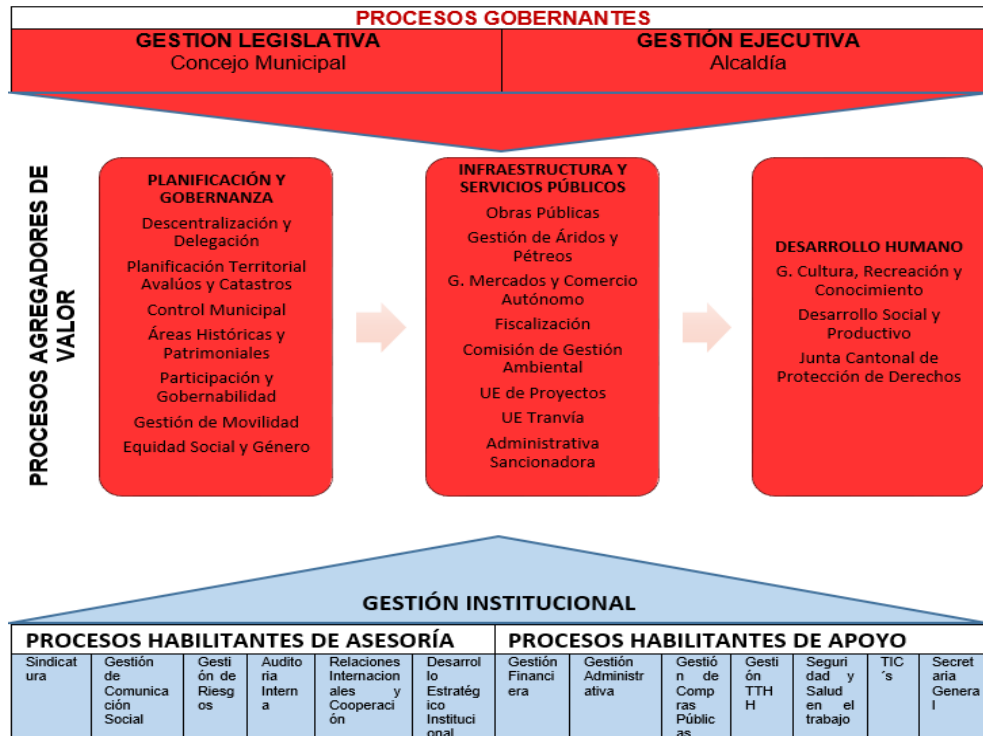 PROCESOS GOBERNANTES
GESTION LEGISLATIVA
Concejo Municipal
GESTIÓN EJECUTIVA
Alcaldía
PROCESOS AGREGADORES DE
VALOR
PLANIFICACIÓN Y
GOBERNANZA
Descentralización y
Delegación
Planificación Territorial
Avalúos y Catastros
Control Municipal
Áreas Históricas y
Patrimoniales
Participación y
Gobernabilidad
Gestión de Movilidad
Equidad Social y Género
INFRAESTRUCTURA Y
SERVICIOS PÚBLICOS
Obras Públicas
Gestión de Áridos y
Pétreos
G. Mercados y Comercio
Autónomo
Fiscalización
Comisión de Gestión
Ambiental
UE de Proyectos
UE Tranvía
Administrativa
Sancionadora
DESARROLLO HUMANO
G. Cultura, Recreación y
Conocimiento
Desarrollo Social y
Productivo
Junta Cantonal de
Protección de Derechos
GESTIÓN INSTITUCIONAL
PROCESOS HABILITANTES DE ASESORÍA
PROCESOS HABILITANTES DE APOYO
Sindicat
ura
Gestión
de
Comunica
ción
Social
Gesti
ón de
Riesg
os
Audito
ria
Intern
a
Relaciones
Internacion
ales y
Cooperaci
ón
Desarrol
lo
Estratég
ico
Instituci
onal
Gestión
Financi
era
Gestión
Administr
ativa
Gestió
n de
Comp
ras
Públic
as
Gesti
ón
TTH
H
Seguri
dad y
Salud
en el
trabajo
TIC
´s
Secret
aria
Genera
l